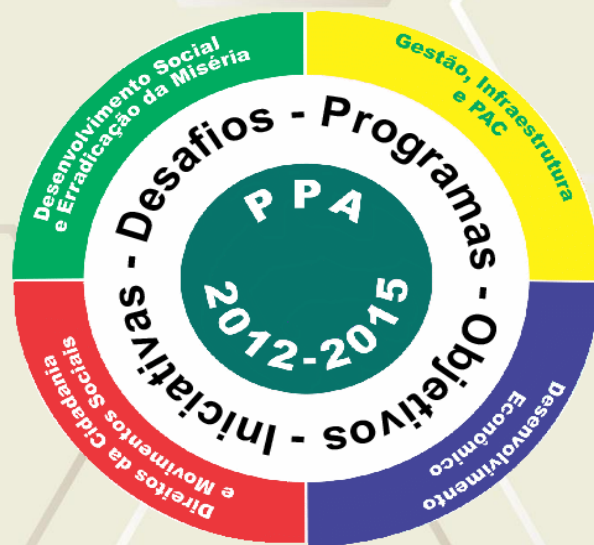 Desenvolvimento Social
e Erradicação da Miséria
Gestão, Infraestrutura
e PAC
Desafios - Programas - Objetivos - Iniciativas -
PPA
2012-2015
Direitos da Cidadania
e Movimentos Sociais
Desenvolvimento
Econômico